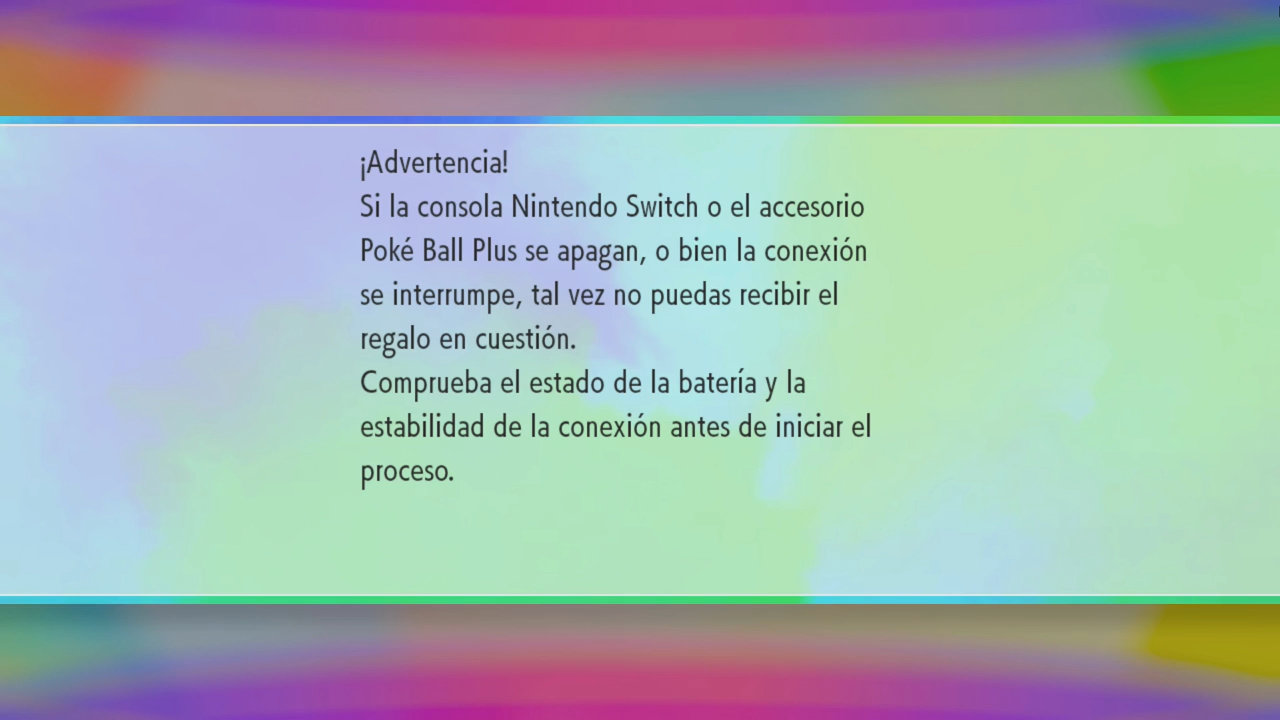 ¡Advertencia!
Si la consola Nintendo Switch o el accesorio
Poké Ball Plus se apagan, o bien la conexión
se interrumpe, tal vez no puedas recibir el
regalo en cuestión.
Comprueba el estado de la batería y la
estabilidad de la conexión antes de iniciar el
proceso.